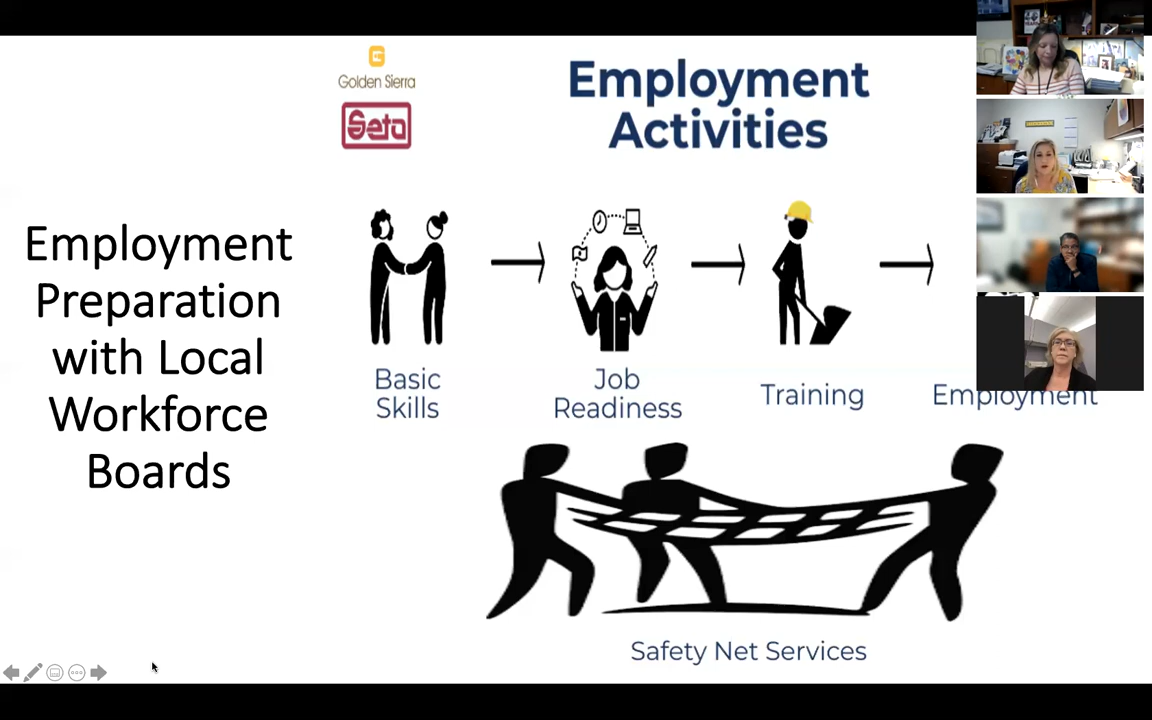 Golden Sierra
Seta
Employment
Activities
Employment
Preparation
with Local
Workforce
Boards
Basic
Skills
Job
Readiness
Training
Employment
Safety Net Services